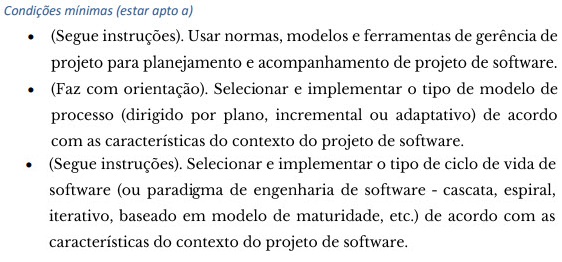 Condições mínimas (estar apto a)
• (Segue instruções). Usar normas, modelos e ferramentas de gerência de
projeto para planejamento e acompanhamento de projeto de software.
• (Faz com orientação). Selecionar e implementar o tipo de modelo de
processo (dirigido por plano, incremental ou adaptativo) de acordo
com as características do contexto do projeto de software.
• (Segue instruções). Selecionar e implementar o tipo de ciclo de vida de
software (ou paradigma de engenharia de software - cascata, espiral,
iterativo, baseado em modelo de maturidade, etc.) de acordo com as
características do contexto do projeto de software.